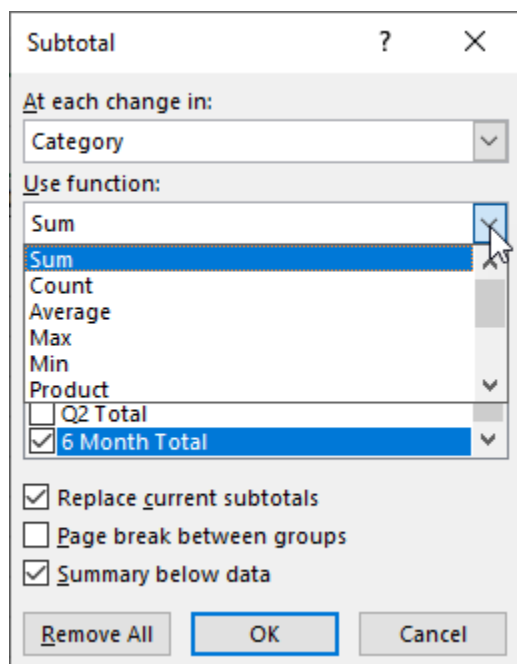 Subtotal ?
At each change in:
Category
Use function:
Sum
Sum
Count
Average
Max
Min
Product
Q2 Total
6 Month Total
Replace current subtotals
Page break between groups
Summary below data
Remove All OK Cancel